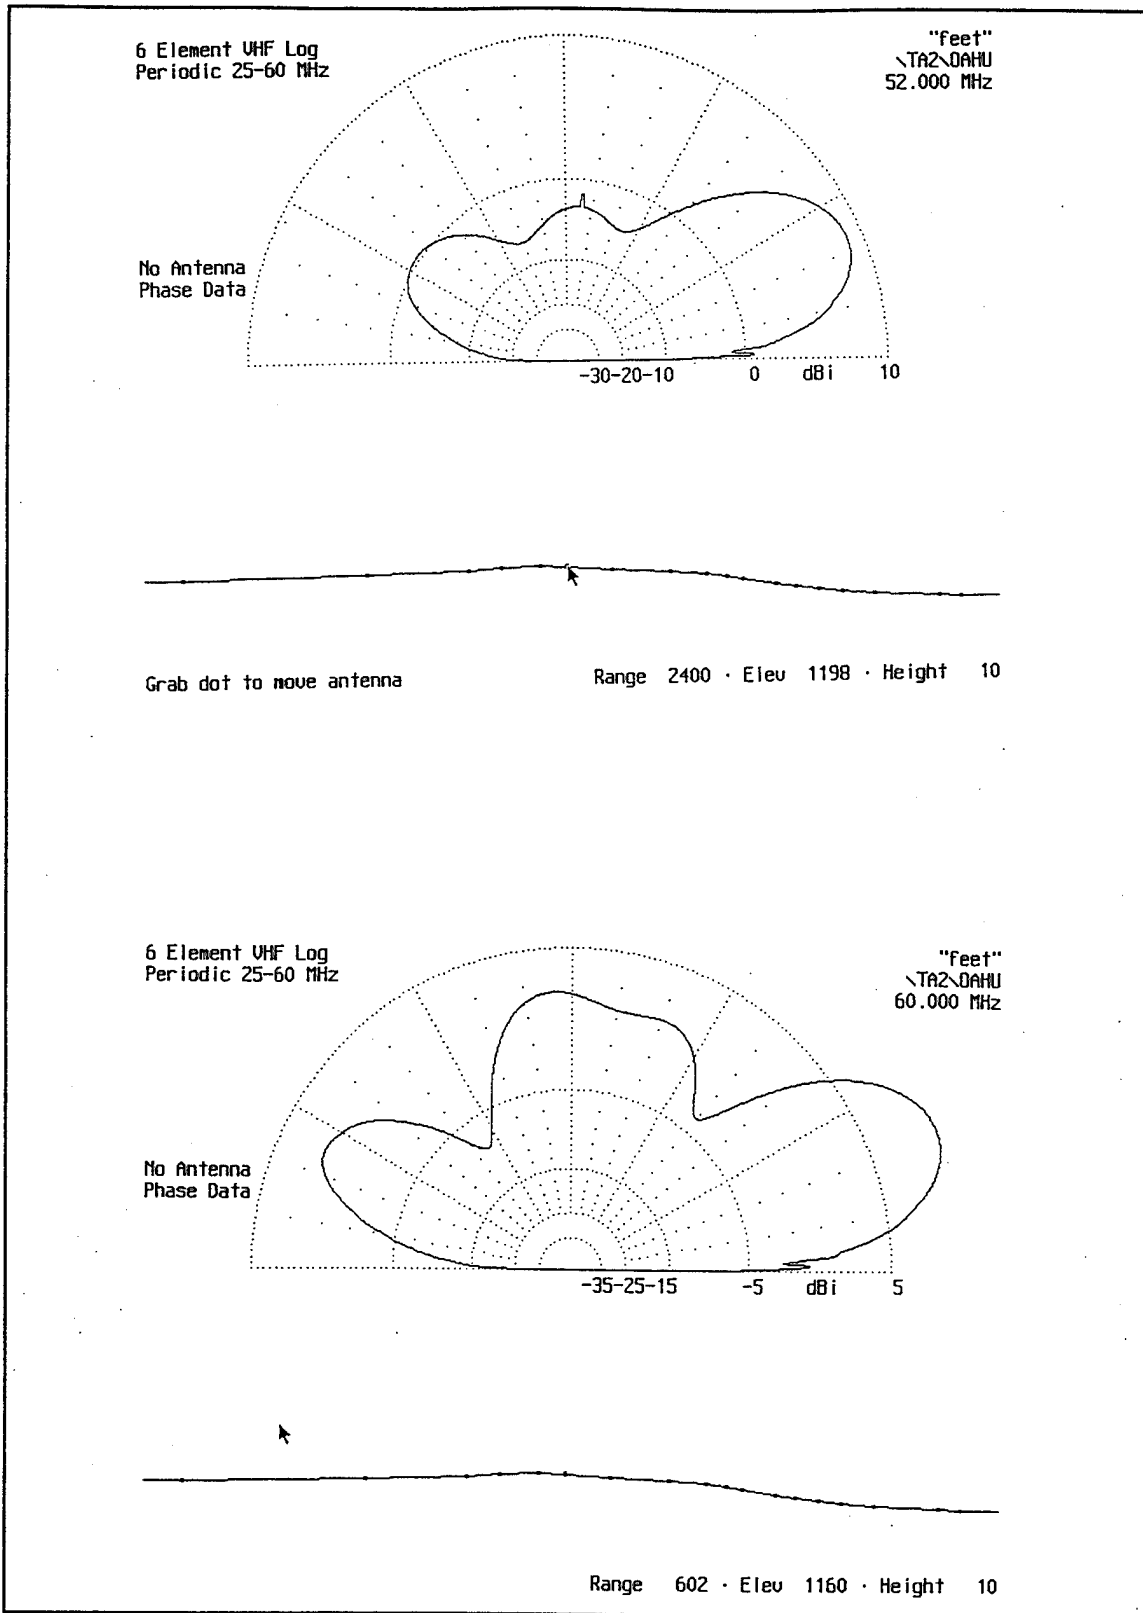 6 Element VHF Log
Periodic 25-60 MHz
"feet"
\TA2\OAHU
52.000 MHz
No Antenna
Phase Data
-30-20-10 0 dBi 10
Grab dot to move antenna
Range 2400 · Elev 1198 · Height 10
6 Element VHF Log
Periodic 25-60 MHz
"feet"
\TA2\OAHU
60.000 MHz
No Antenna
Phase Data
-35-25-15 -5 dBi 5
Range 602 · Elev 1160 · Height 10